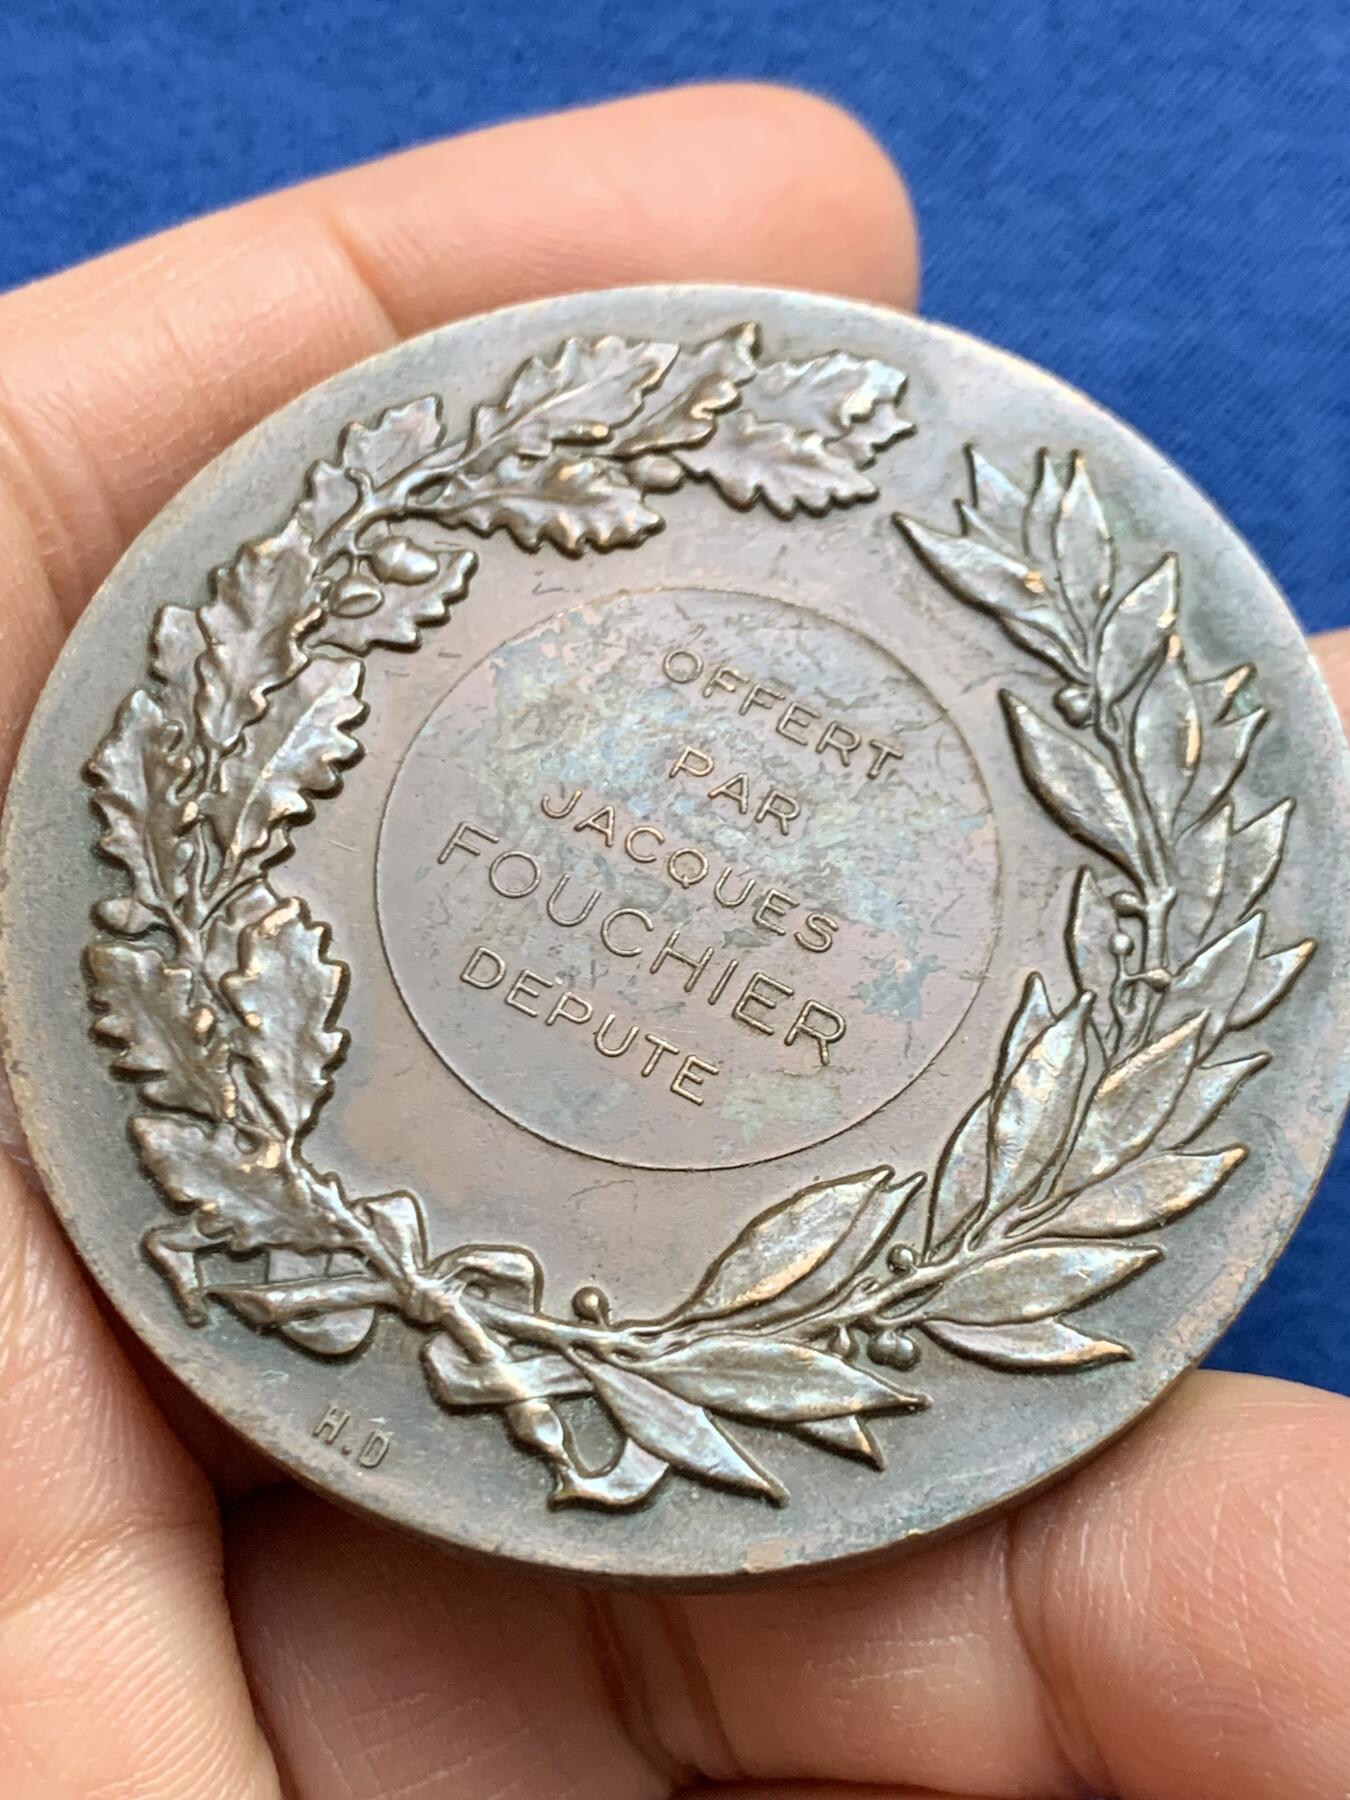 OFFERT
PAR
JACQUES
FOUCHIER
DEPUTE
H.D